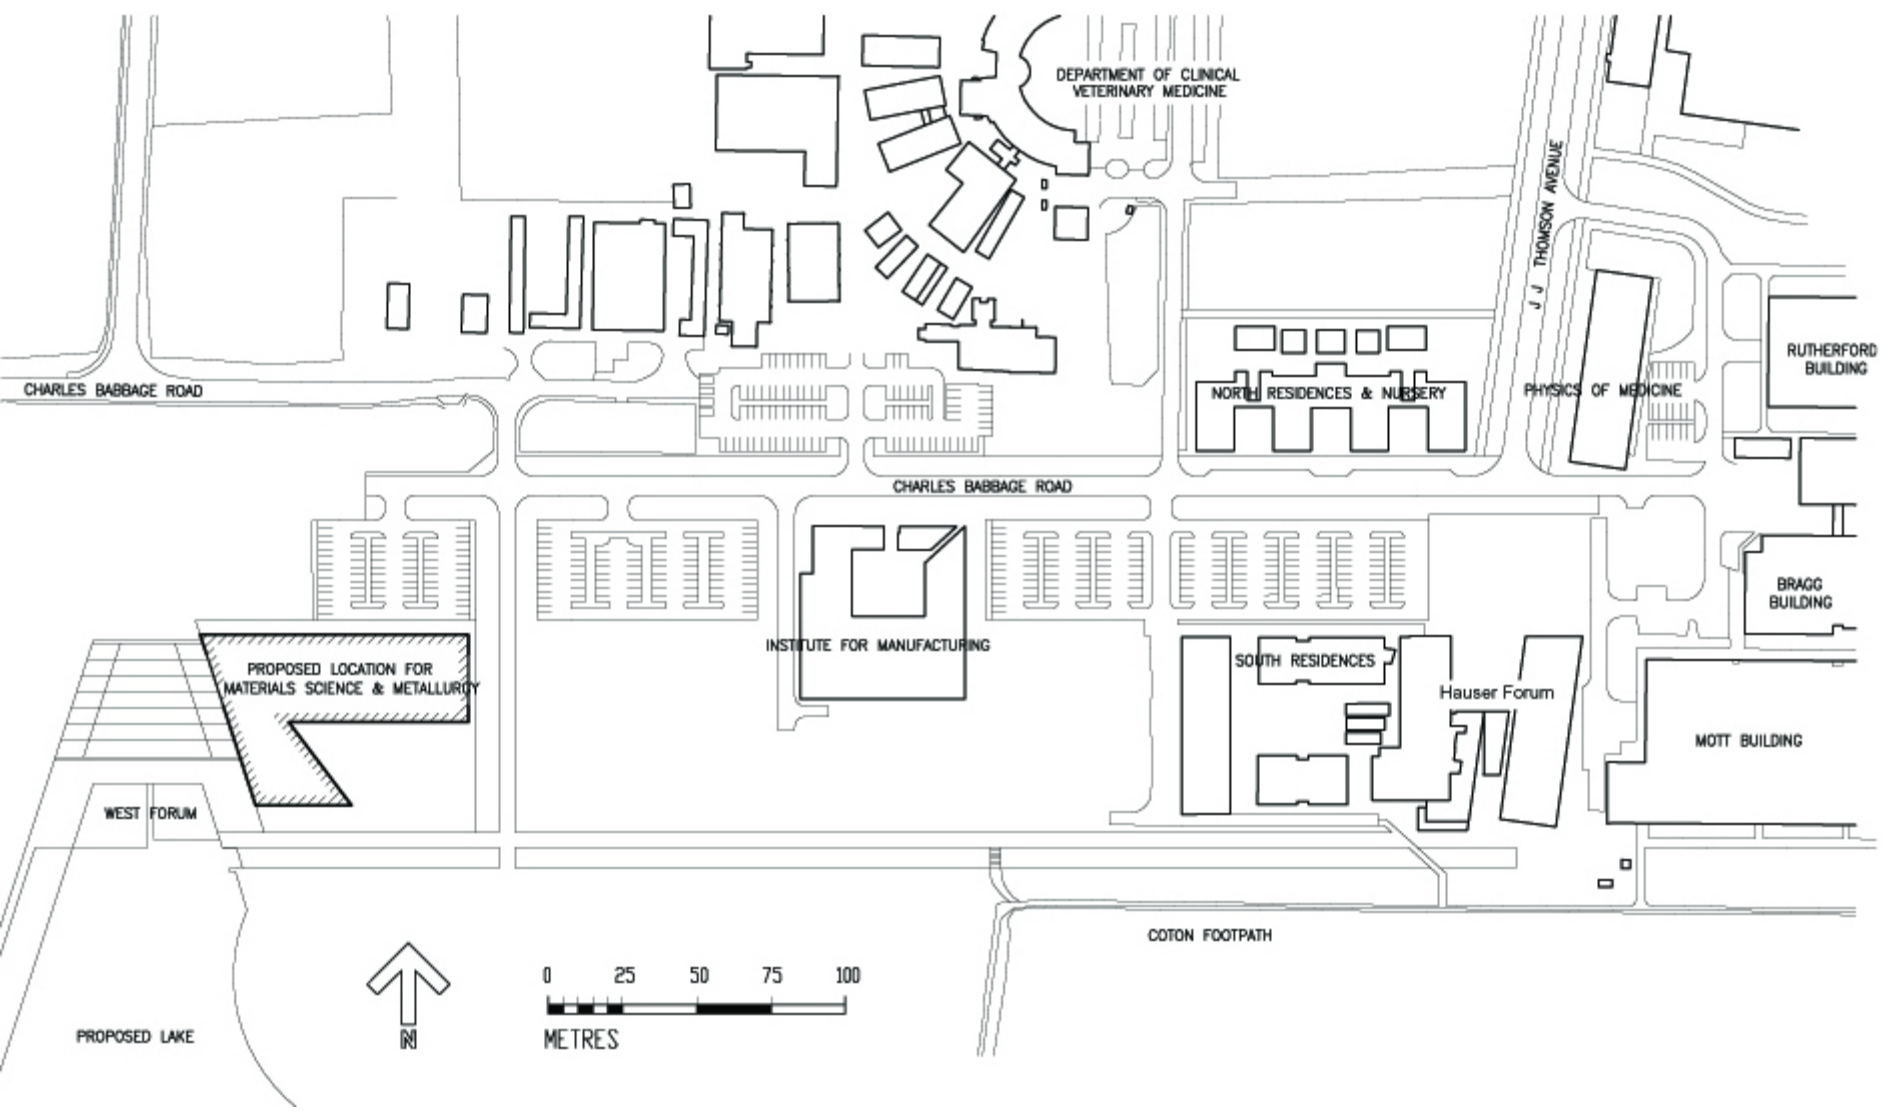 DEPARTMENT OF CLINICAL
VETERINARY MEDICINE
J J THOMSON AVENUE
RUTHERFORD
BUILDING
CHARLES BABBAGE ROAD
NORTH RESIDENCES & NURSERY
PHYSICS OF MEDICINE
CHARLES BABBAGE ROAD
BRAGG
BUILDING
INSTITUTE FOR MANUFACTURING
PROPOSED LOCATION FOR
MATERIALS SCIENCE & METALLURGY
SOUTH RESIDENCES
Hauser Forum
MOTT BUILDING
WEST FORUM
COTON FOOTPATH
0 25 50 75 100
METRES
N
PROPOSED LAKE